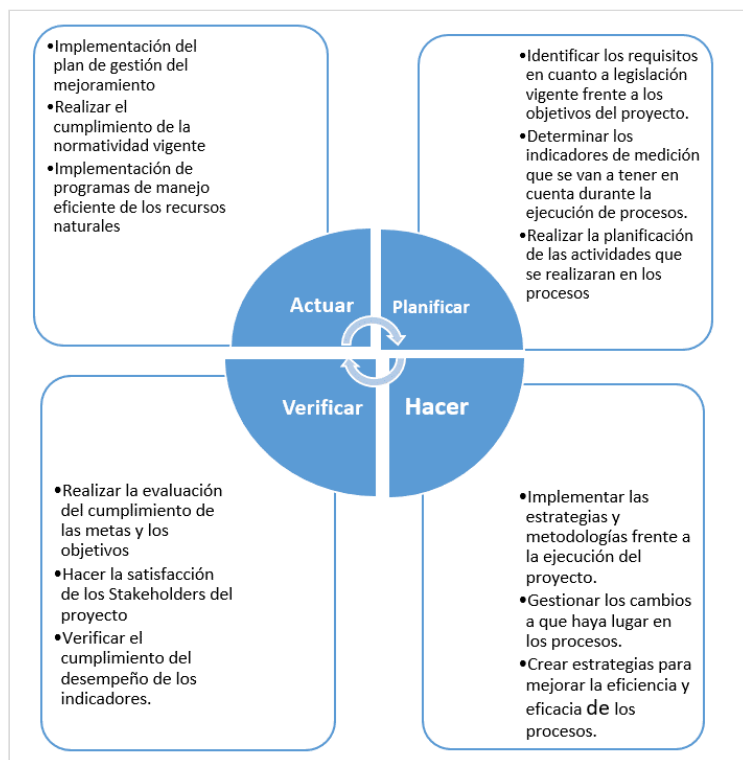 •Implementación del
plan de gestión del
mejoramiento
•Realizar el
cumplimiento de la
normatividad vigente
•Implementación de
programas de manejo
eficiente de los recursos
naturales
•Identificar los requisitos
en cuanto a legislación
vigente frente a los
objetivos del proyecto.
•Determinar los
indicadores de medición
que se van a tener en
cuenta durante la
ejecución de procesos.
•Realizar la planificación
de las actividades que
se realizaran en los
procesos
Actuar
Planificar
Verificar
Hacer
•Realizar la evaluación
del cumplimiento de
las metas y los
objetivos
•Hacer la satisfacción
de los Stakeholders del
proyecto
•Verificar el
cumplimiento del
desempeño de los
indicadores.
•Implementar las
estrategias y
metodologías frente a
la ejecución del
proyecto.
•Gestionar los cambios
a que haya lugar en
los procesos.
•Crear estrategias para
mejorar la eficiencia y
eficacia de los
procesos.